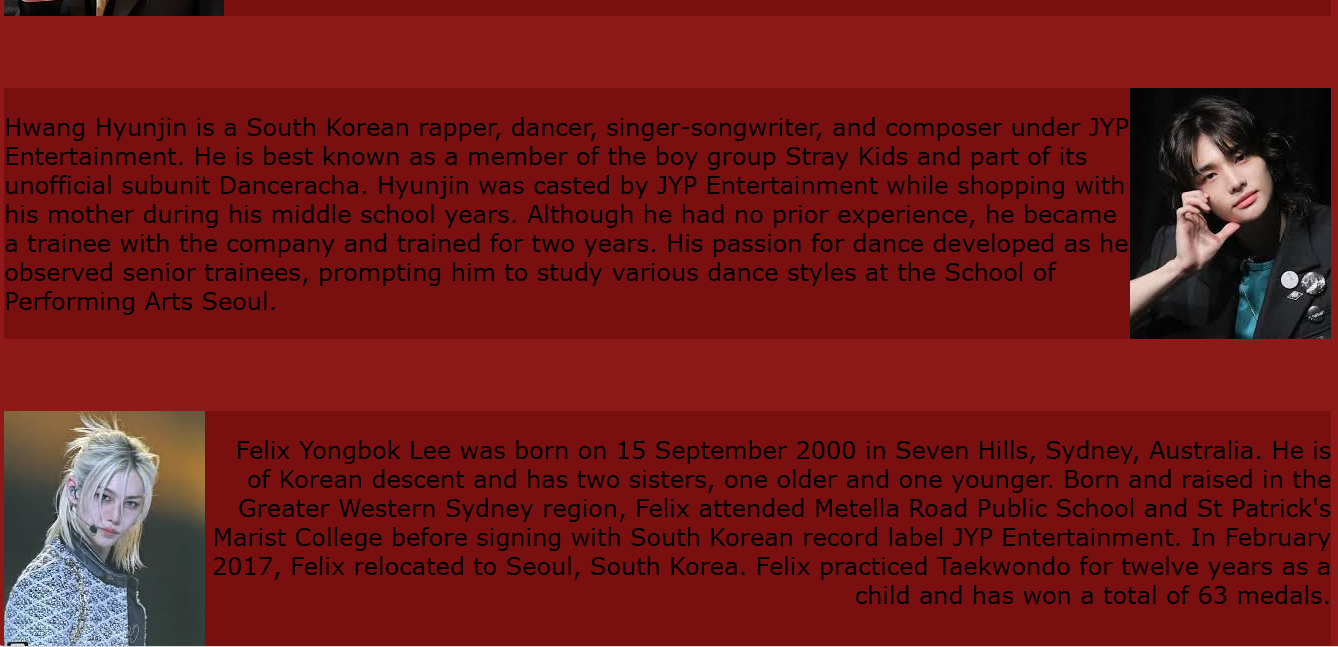 Hwang Hyunjin is a South Korean rapper, dancer, singer-songwriter, and composer under JYP
Entertainment. He is best known as a member of the boy group Stray Kids and part of its
unofficial subunit Danceracha. Hyunjin was casted by JYP Entertainment while shopping with
his mother during his middle school years. Although he had no prior experience, he became
a trainee with the company and trained for two years. His passion for dance developed as he
observed senior trainees, prompting him to study various dance styles at the School of
Performing Arts Seoul.
Felix Yongbok Lee was born on 15 September 2000 in Seven Hills, Sydney, Australia. He is
of Korean descent and has two sisters, one older and one younger. Born and raised in the
Greater Western Sydney region, Felix attended Metella Road Public School and St Patrick's
Marist College before signing with South Korean record label JYP Entertainment. In February
2017, Felix relocated to Seoul, South Korea. Felix practiced Taekwondo for twelve years as a
child and has won a total of 63 medals.